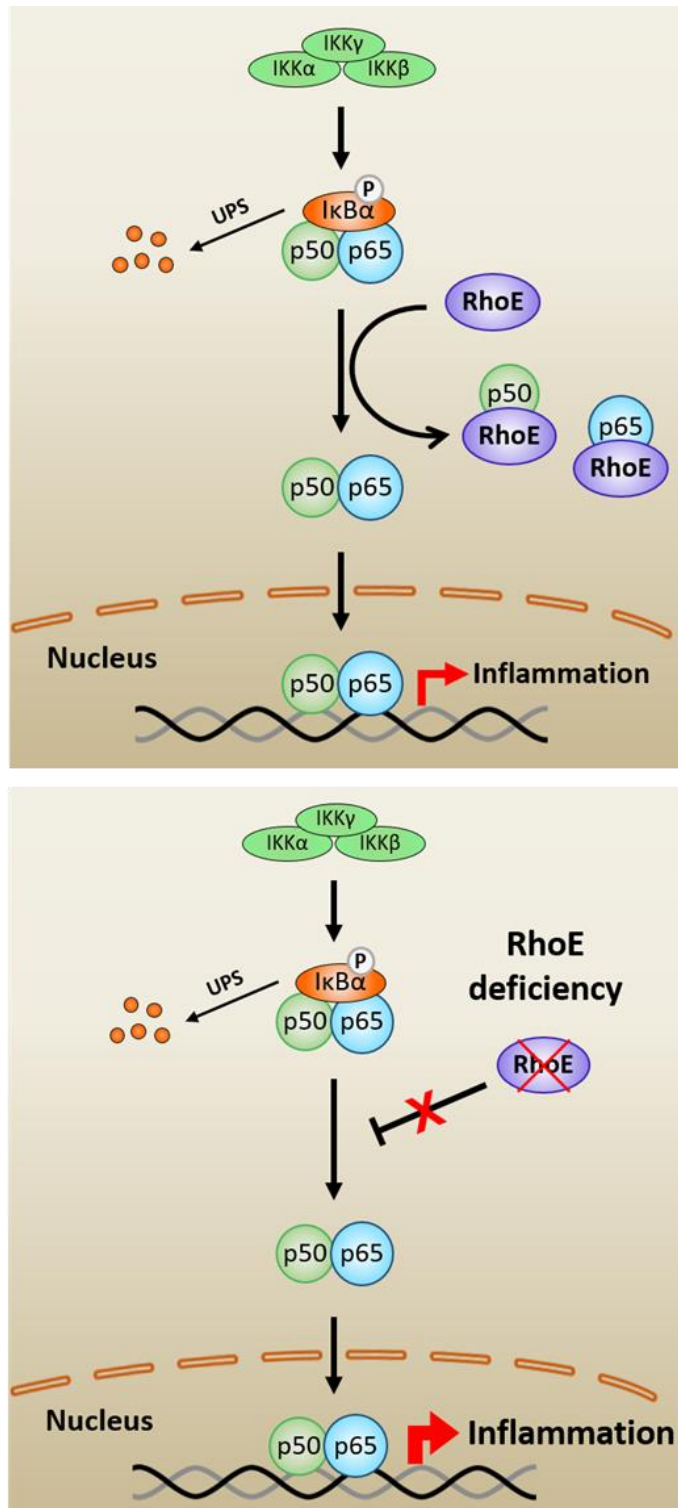 IKKγ
IKKα IKKβ
P
IκBα
UPS
p50 p65
RhoE
p50
RhoE
p65
RhoE
p50 p65
Nucleus
p50 p65
Inflammation
IKKγ
IKKα IKKβ
RhoE
deficiency
P
IκBα
UPS
p50 p65
RhoE
X
p50 p65
Nucleus
p50 p65
Inflammation